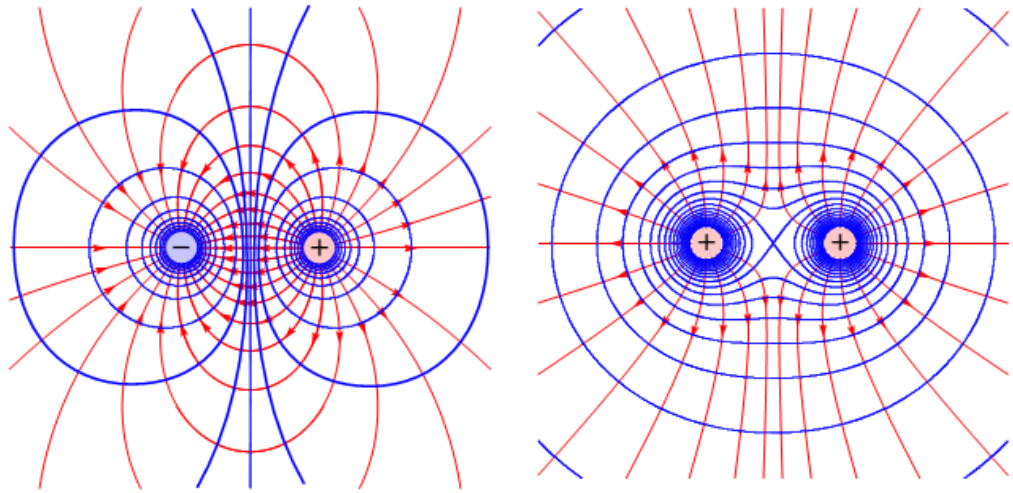 − + + +